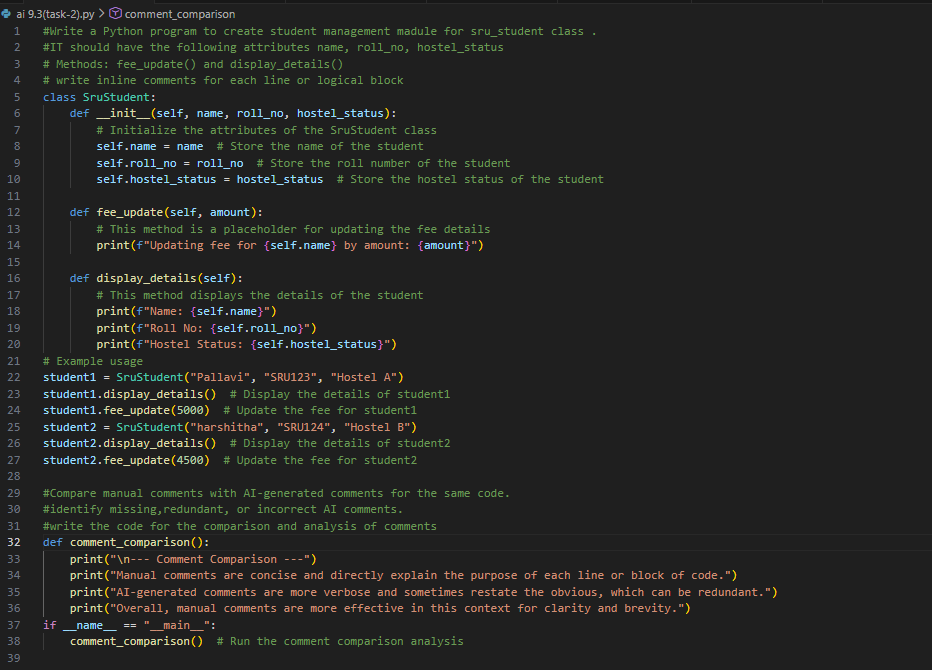 ai 9.3(task-2).py > comment_comparison
1 #Write a Python program to create student management madule for sru_student class .
2 #IT should have the following attributes name, roll_no, hostel_status
3 # Methods: fee_update() and display_details()
4 # write inline comments for each line or logical block
5 class SruStudent:
6     def __init__(self, name, roll_no, hostel_status):
7         # Initialize the attributes of the SruStudent class
8         self.name = name  # Store the name of the student
9         self.roll_no = roll_no  # Store the roll number of the student
10         self.hostel_status = hostel_status  # Store the hostel status of the student
11
12     def fee_update(self, amount):
13         # This method is a placeholder for updating the fee details
14         print(f"Updating fee for {self.name} by amount: {amount}")
15
16     def display_details(self):
17         # This method displays the details of the student
18         print(f"Name: {self.name}")
19         print(f"Roll No: {self.roll_no}")
20         print(f"Hostel Status: {self.hostel_status}")
21 # Example usage
22 student1 = SruStudent("Pallavi", "SRU123", "Hostel A")
23 student1.display_details()  # Display the details of student1
24 student1.fee_update(5000)  # Update the fee for student1
25 student2 = SruStudent("harshitha", "SRU124", "Hostel B")
26 student2.display_details()  # Display the details of student2
27 student2.fee_update(4500)  # Update the fee for student2
28
29 #Compare manual comments with AI-generated comments for the same code.
30 #identify missing,redundant, or incorrect AI comments.
31 #write the code for the comparison and analysis of comments
32 def comment_comparison():
33     print("\n--- Comment Comparison ---")
34     print("Manual comments are concise and directly explain the purpose of each line or block of code.")
35     print("AI-generated comments are more verbose and sometimes restate the obvious, which can be redundant.")
36     print("Overall, manual comments are more effective in this context for clarity and brevity.")
37 if __name__ == "__main__":
38     comment_comparison()  # Run the comment comparison analysis
39